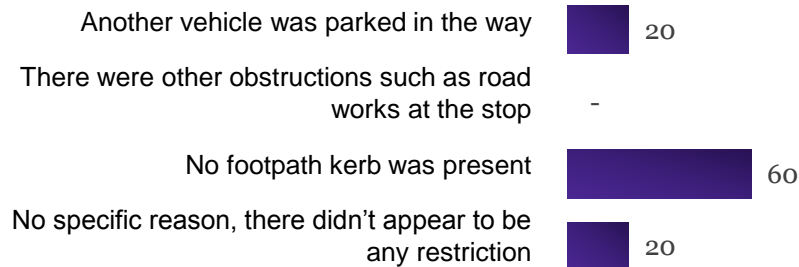 Another vehicle was parked in the way
20
There were other obstructions such as road
works at the stop
-
No footpath kerb was present
60
No specific reason, there didn’t appear to be
any restriction
20